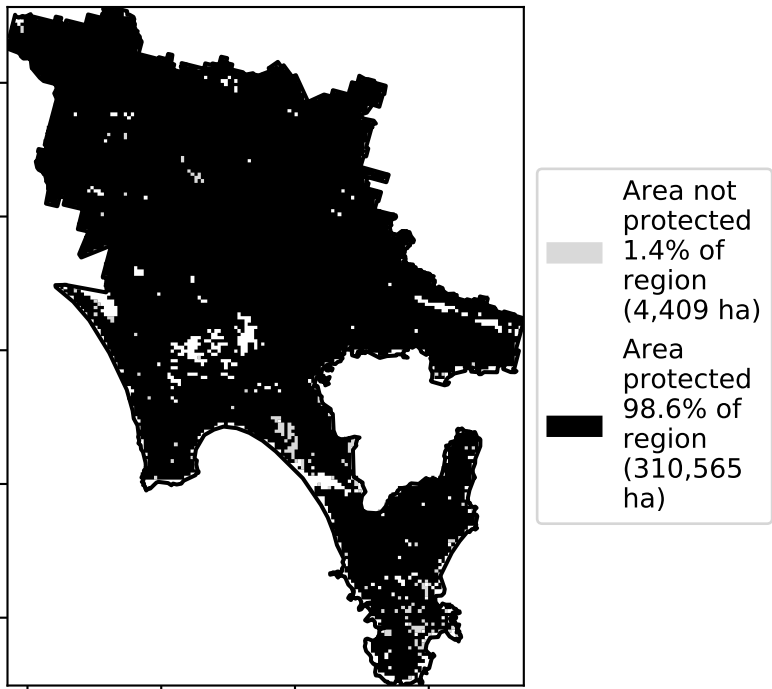 Area not
protected
1.4% of
region
(4,409 ha)
Area
protected
98.6% of
region
(310,565
ha)